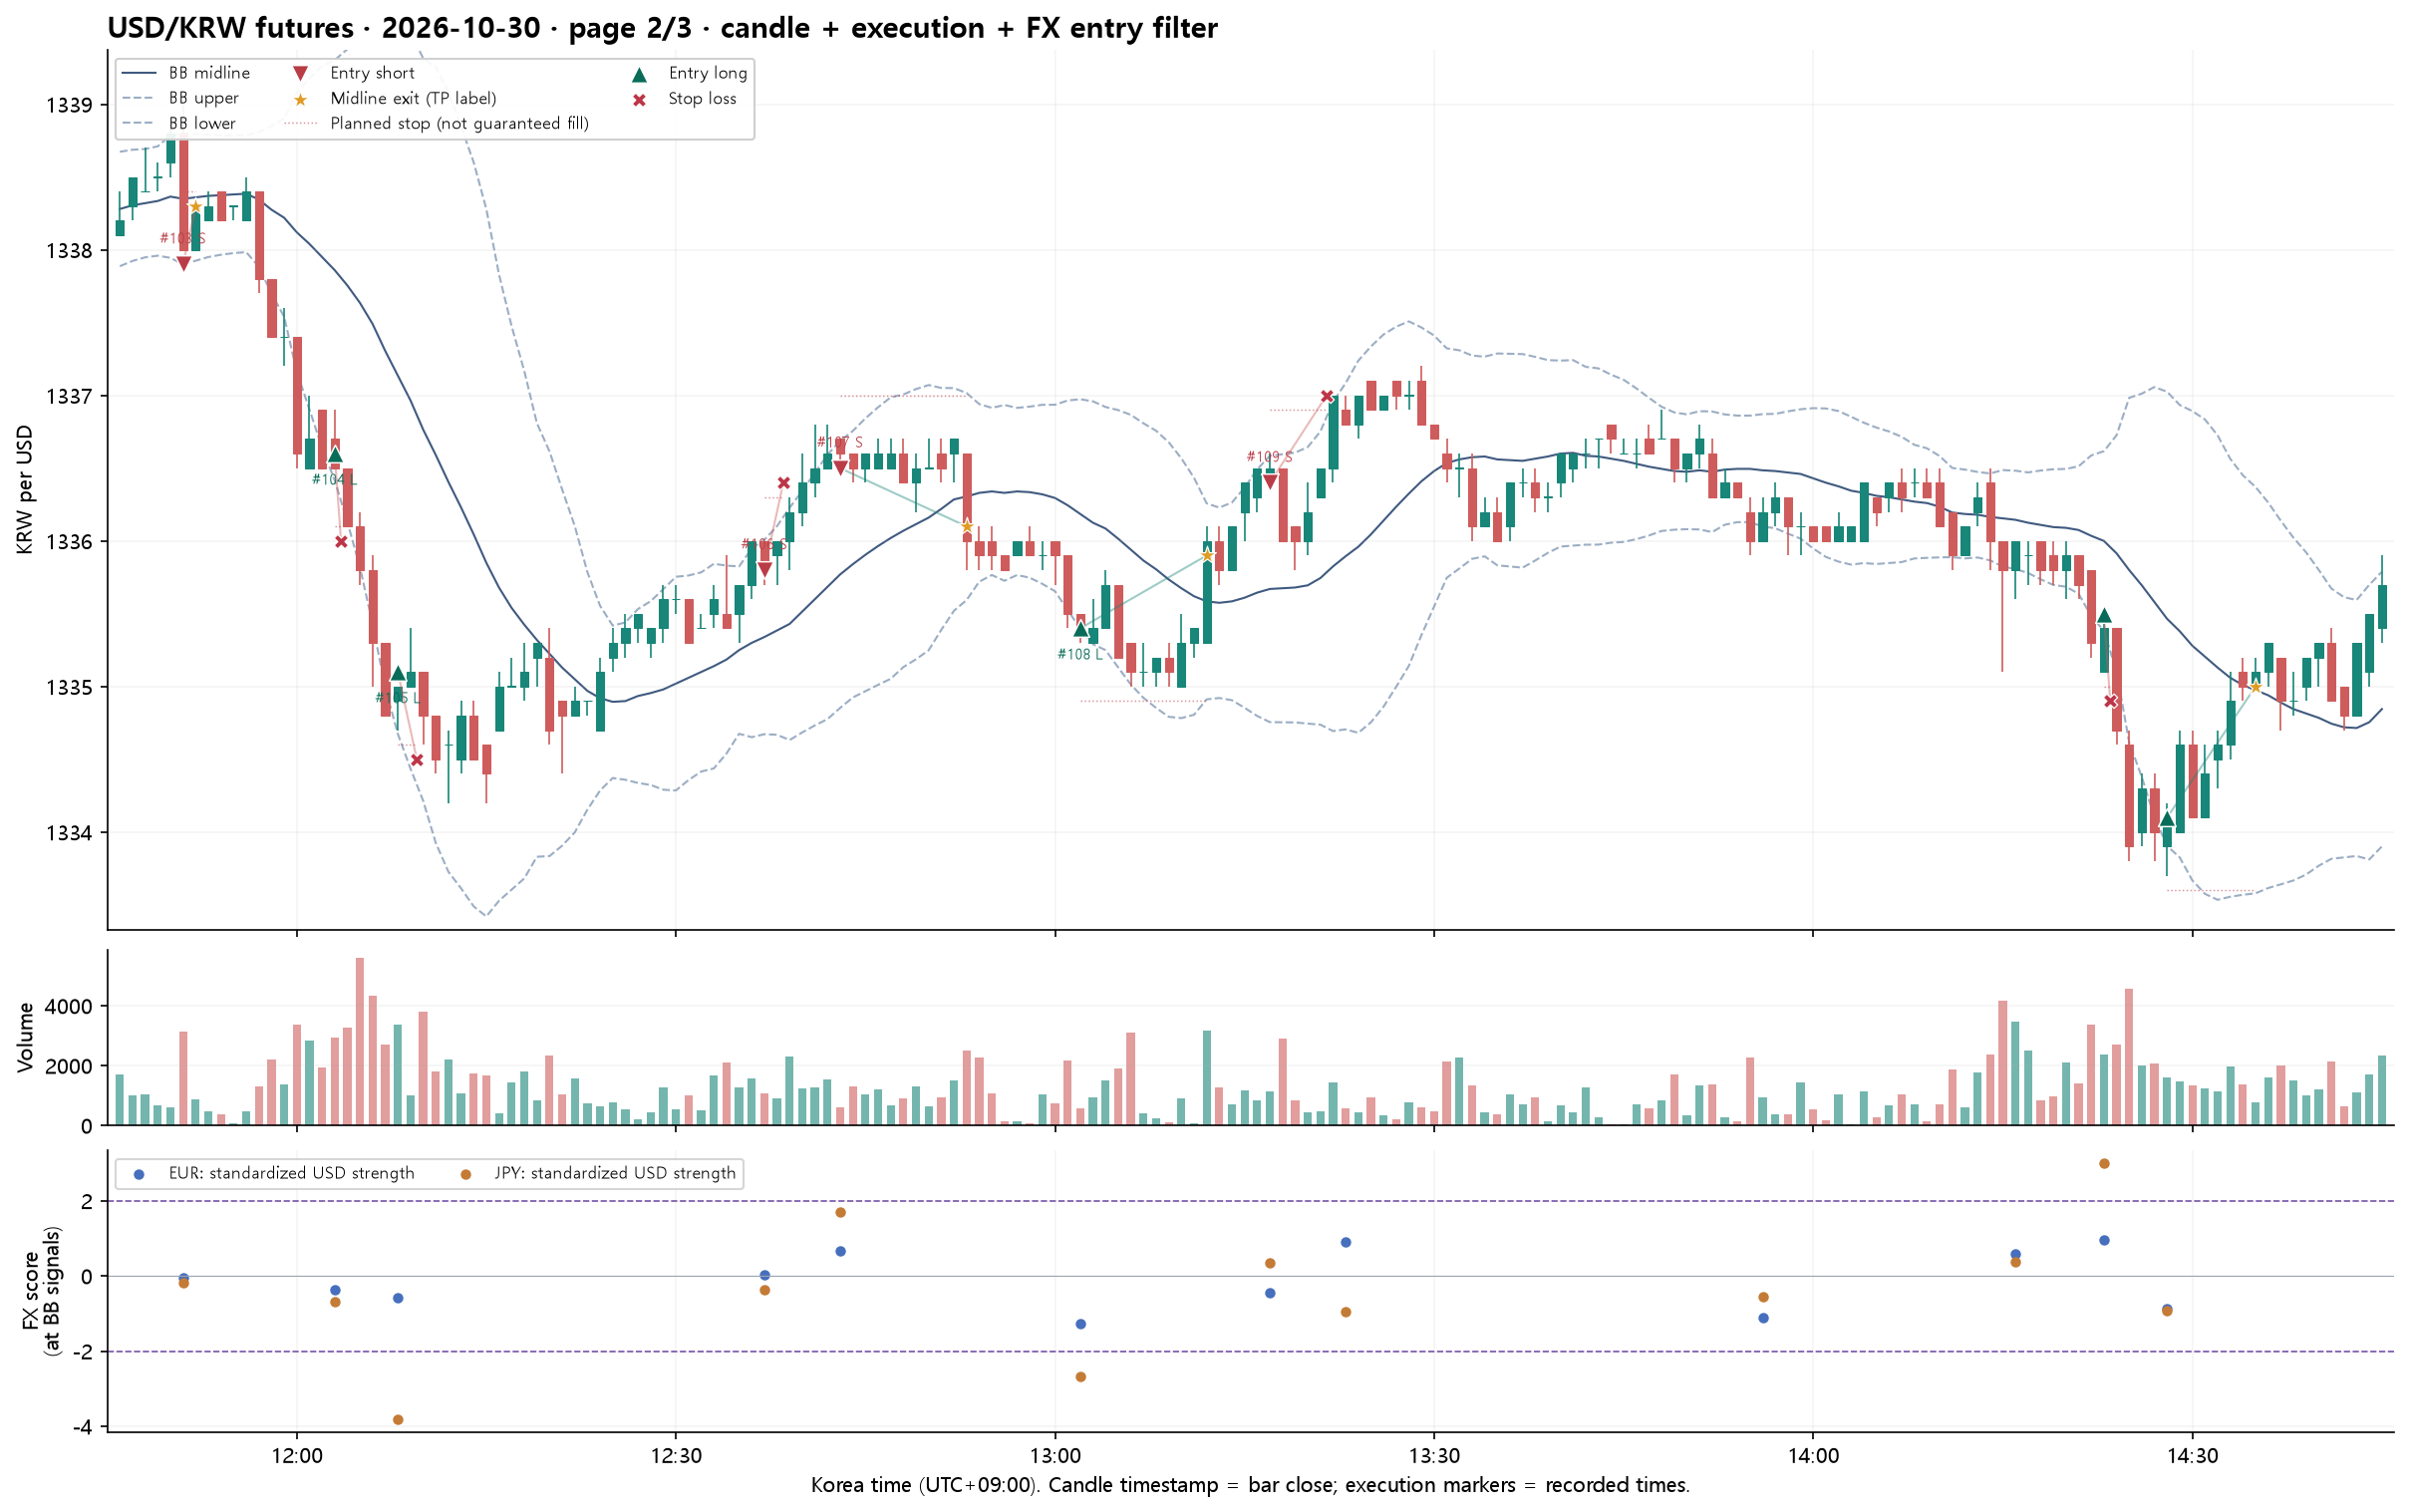 USD/KRW futures · 2026-10-30 · page 2/3 · candle + execution + FX entry filter
BB midline
BB upper
BB lower
Entry short
Midline exit (TP label)
Planned stop (not guaranteed fill)
Entry long
Stop loss
KRW per USD
1339
1338
1337
1336
1335
1334
#103 S
#104 L
#105 L
#106 S
#107 S
#108 L
#109 S
Volume
4000
2000
0
EUR: standardized USD strength
JPY: standardized USD strength
FX score
(at BB signals)
2
0
-2
-4
12:00
12:30
13:00
13:30
14:00
14:30
Korea time (UTC+09:00). Candle timestamp = bar close; execution markers = recorded times.